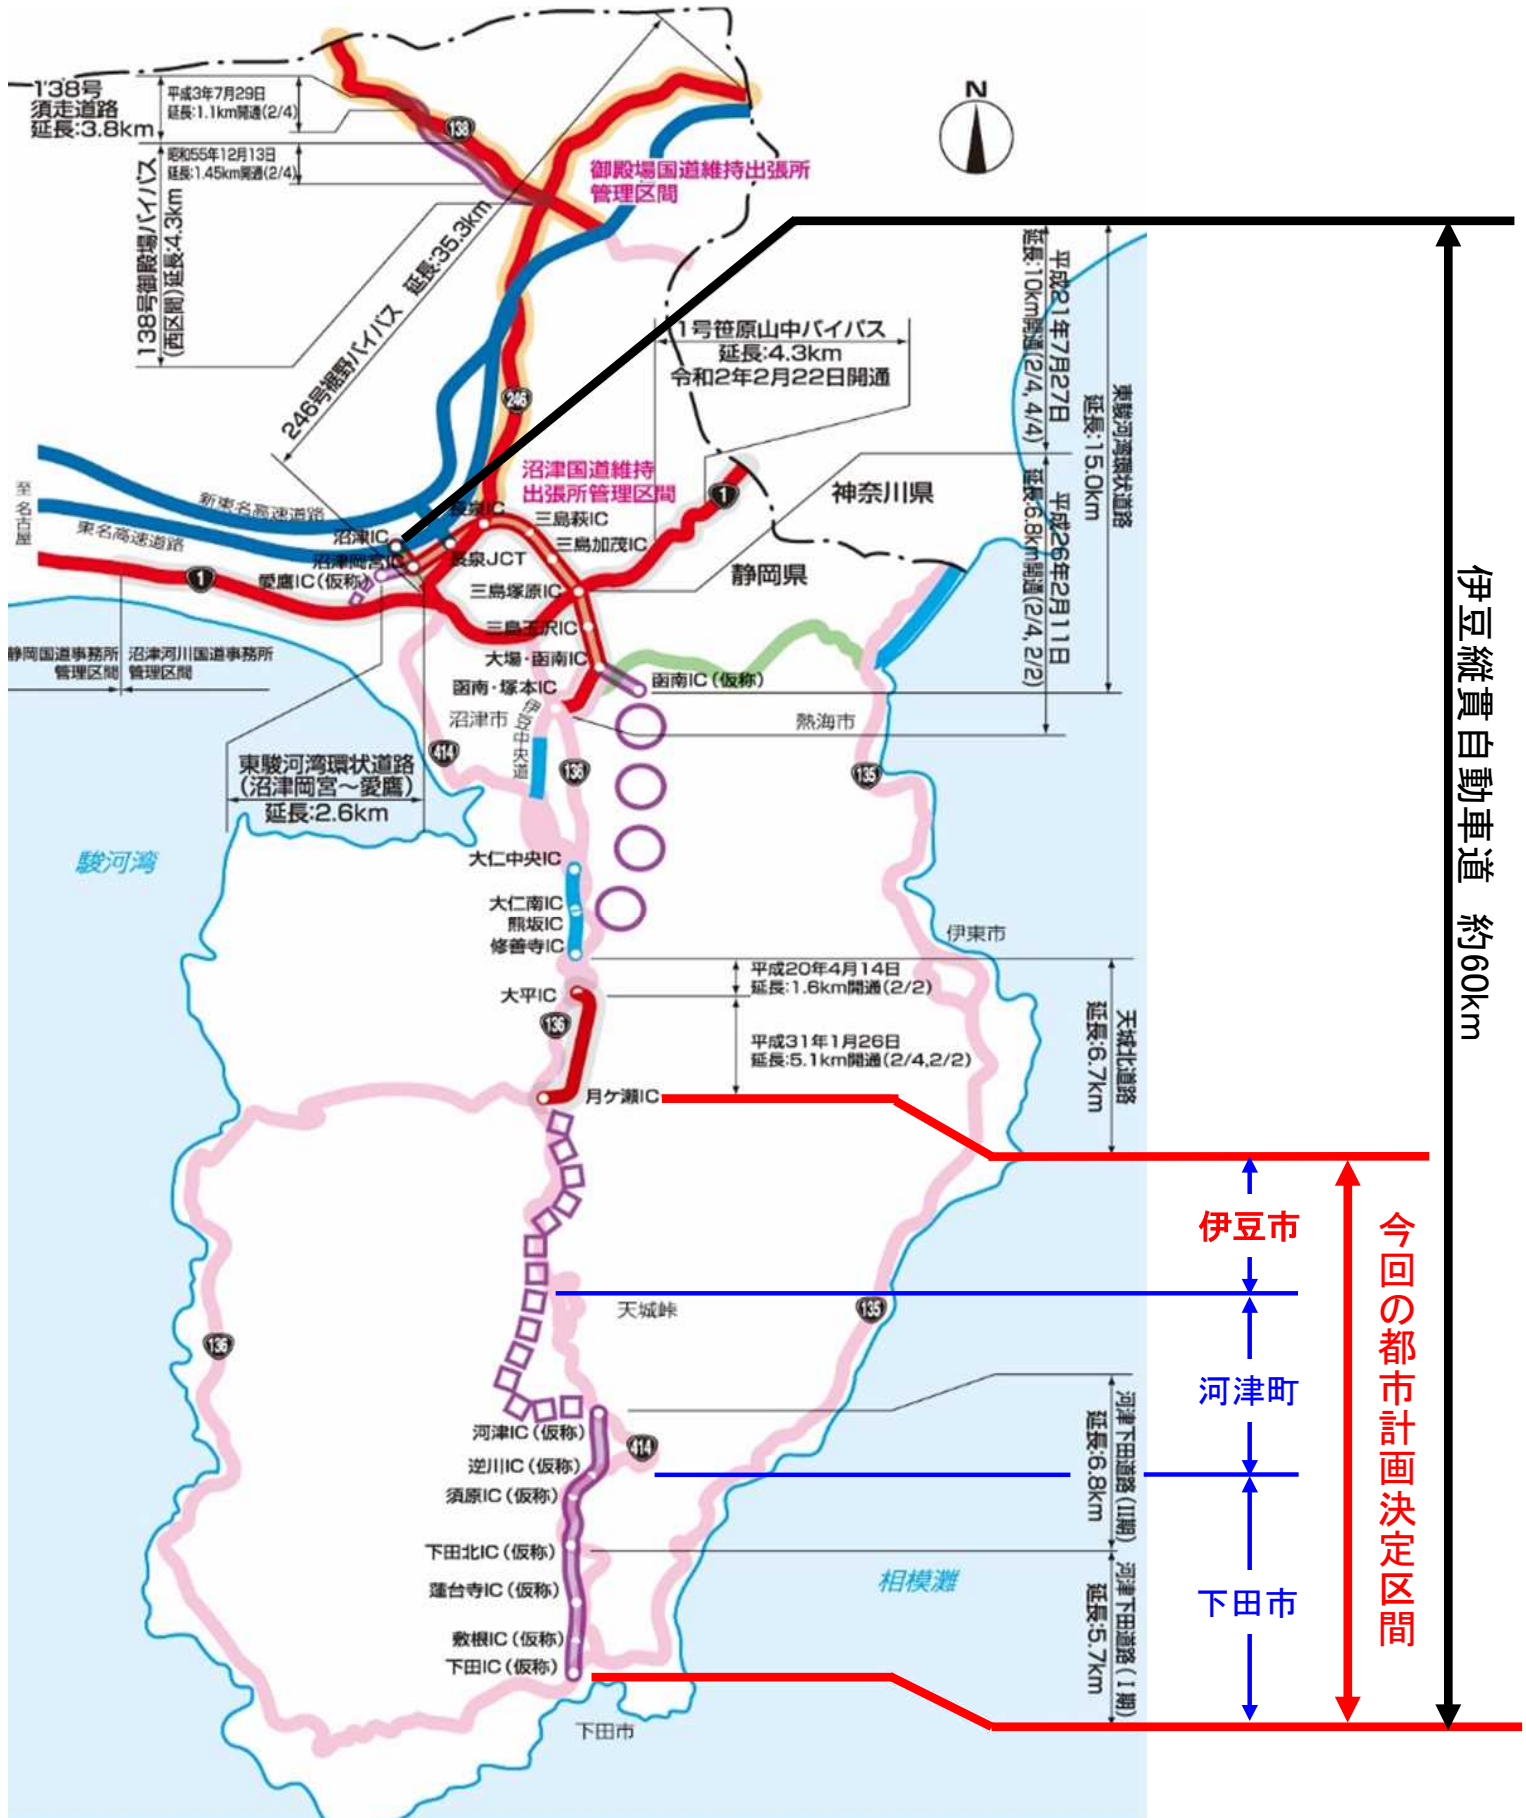 138号
須走道路
延長:3.8km
平成3年7月29日
延長:1.1km開通(2/4)
昭和55年12月13日
延長:1.45km開通(2/4)
138号御殿場バイパス
(西区間)延長:4.3km
138
246号裾野バイパス 延長:35.3km
御殿場国道維持出張所
管理区間
N
1号笹原山中バイパス
延長:4.3km
令和2年2月22日開通
246
平成21年7月27日
延長:10km開通(2/4, 4/4)
東駿河湾環状道路
延長:15.0km
平成26年2月11日
延長:6.8km開通(2/4, 2/2)
沼津国道維持
出張所管理区間
神奈川県
静岡県
1
至 名古屋
新東名高速道路
東名高速道路
1
長泉IC
沼津IC
沼津岡宮IC
愛鷹IC(仮称)
長泉JCT
三島萩IC
三島加茂IC
三島塚原IC
三島玉沢IC
大場・函南IC
函南・塚本IC
函南IC(仮称)
静岡国道事務所
管理区間
沼津河川国道事務所
管理区間
沼津市
伊豆中央道
熱海市
414
136
135
東駿河湾環状道路
(沼津岡宮～愛鷹)
延長:2.6km
駿河湾
大仁中央IC
大仁南IC
熊坂IC
修善寺IC
伊東市
大平IC
136
平成20年4月14日
延長:1.6km開通(2/2)
平成31年1月26日
延長:5.1km開通(2/4,2/2)
天城北道路
延長:6.7km
月ケ瀬IC
伊豆縦貫自動車道 約60km
伊豆市
今回の都市計画決定区間
天城峠
135
136
河津町
河津IC(仮称)
414
逆川IC(仮称)
須原IC(仮称)
河津下田道路(II期)
延長:6.8km
下田北IC(仮称)
蓮台寺IC(仮称)
敷根IC(仮称)
下田IC(仮称)
相模灘
河津下田道路(I期)
延長:5.7km
下田市
下田市